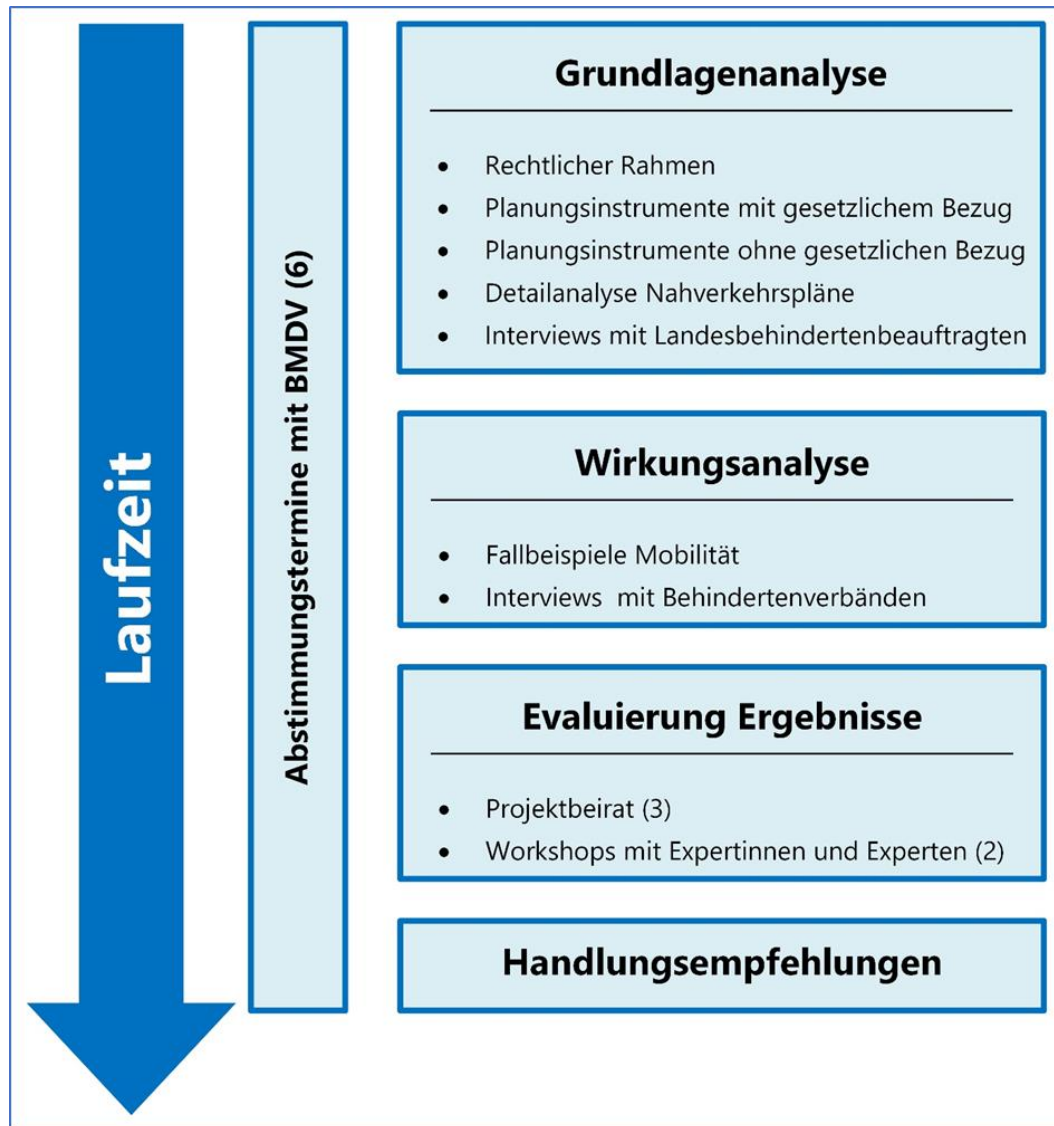 Laufzeit
Abstimmungstermine mit BMDV (6)
Grundlagenanalyse
• Rechtlicher Rahmen
• Planungsinstrumente mit gesetzlichem Bezug
• Planungsinstrumente ohne gesetzlichen Bezug
• Detailanalyse Nahverkehrspläne
• Interviews mit Landesbehindertenbeauftragten
Wirkungsanalyse
• Fallbeispiele Mobilität
• Interviews mit Behindertenverbänden
Evaluierung Ergebnisse
• Projektbeirat (3)
• Workshops mit Expertinnen und Experten (2)
Handlungsempfehlungen